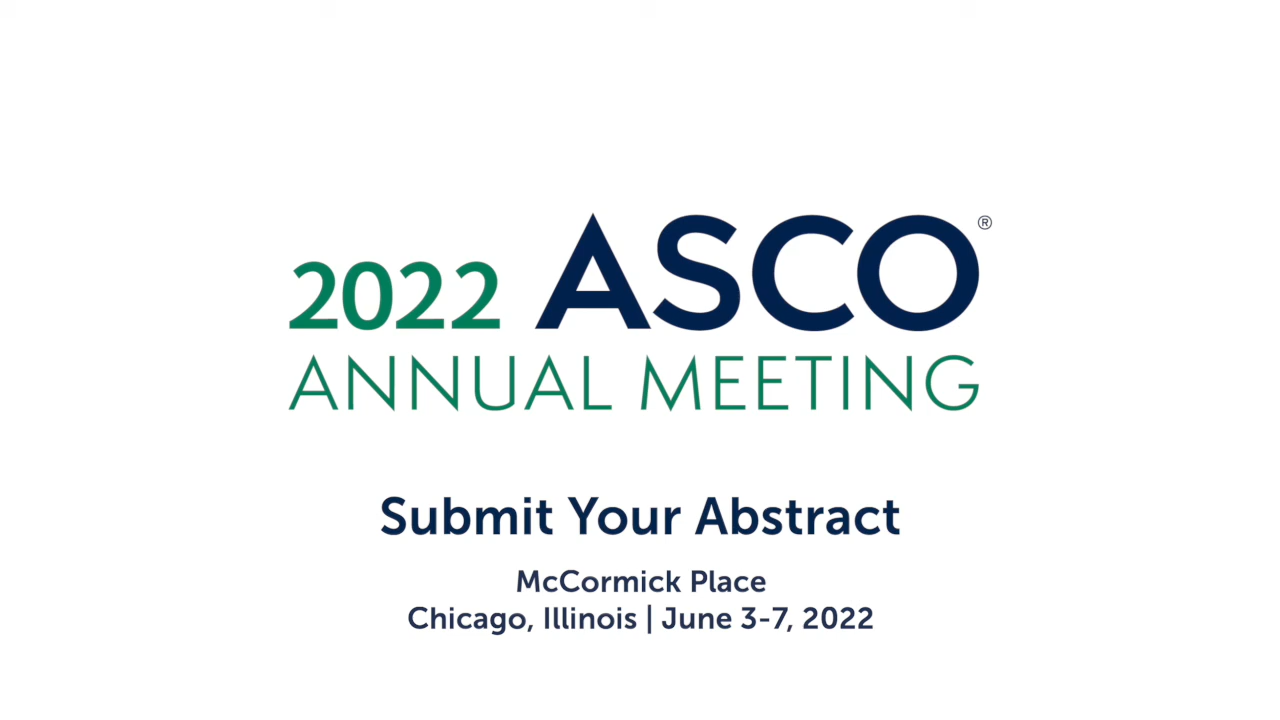 2022 ASCO®
ANNUAL MEETING
Submit Your Abstract
McCormick Place
Chicago, Illinois | June 3-7, 2022